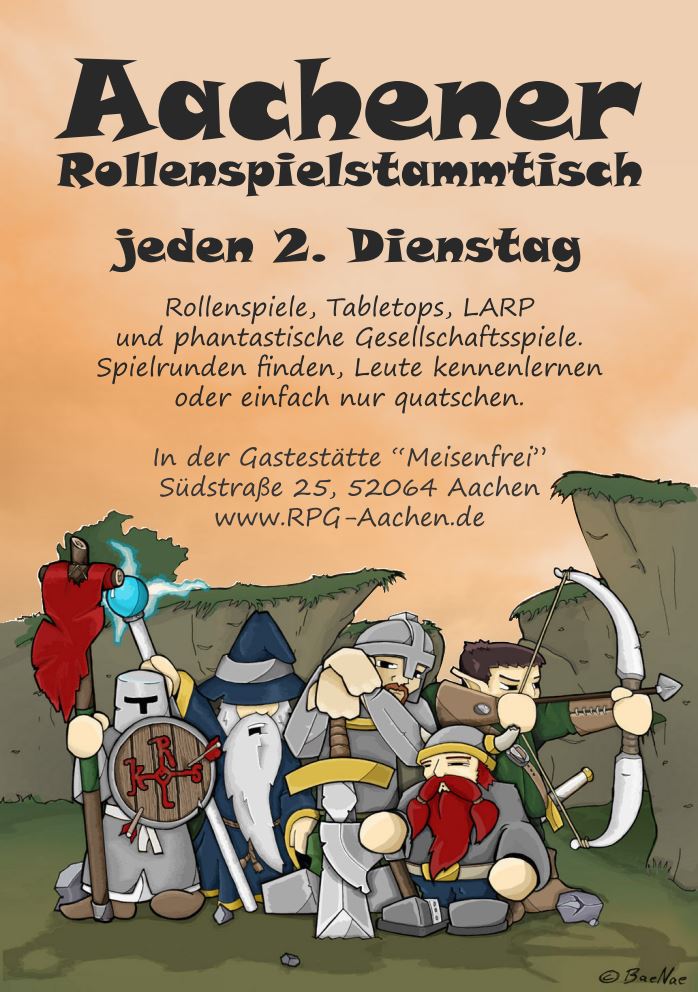 Aachener
Rollenspielstammtisch
jeden 2. Dienstag
Rollenspiele, Tabletops, LARP
und phantastische Gesellschaftsspiele.
Spielrunden finden, Leute kennenlernen
oder einfach nur quatschen.
In der Gastestätte “Meisenfrei”
Südstraße 25, 52064 Aachen
www.RPG-Aachen.de
R
K S
L
© BaeNae